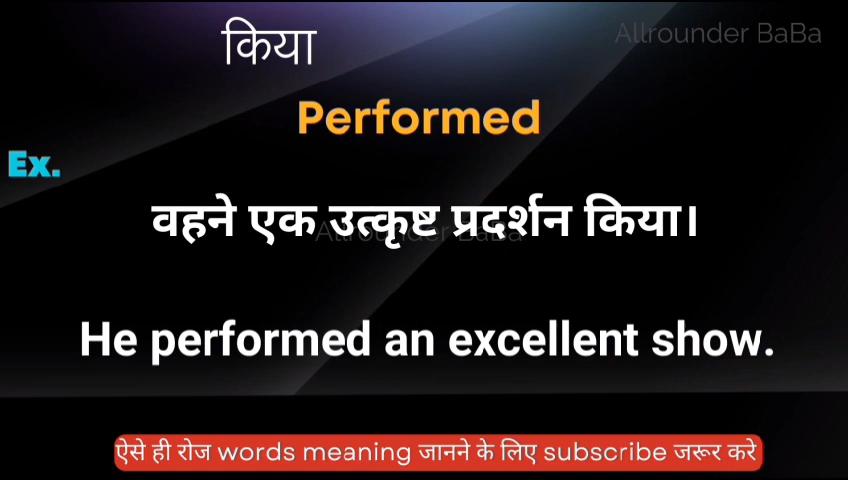 किया
Allrounder BaBa
Performed
Ex.
वहने एक उत्कृष्ट प्रदर्शन किया।
Allrounder BaBa
He performed an excellent show.
ऐसे ही रोज words meaning जानने के लिए subscribe जरूर करे